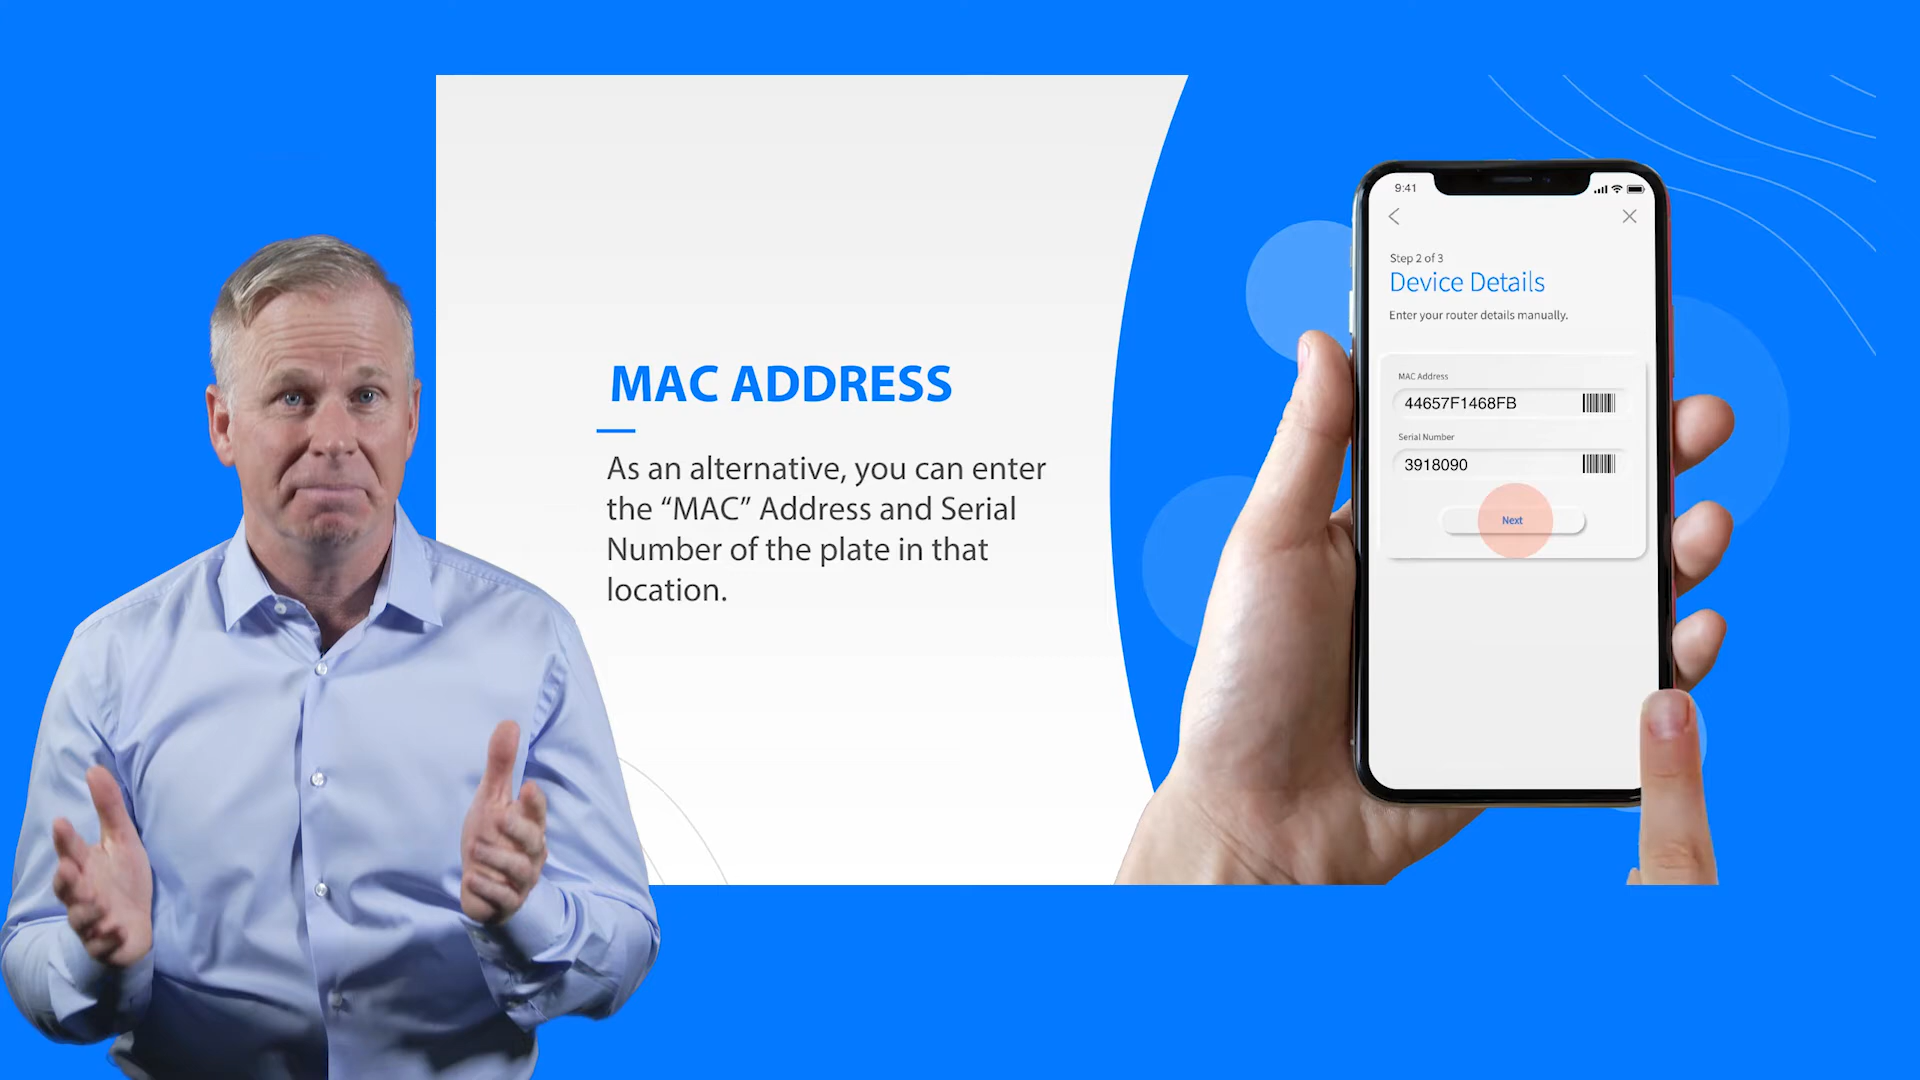 MAC ADDRESS
As an alternative, you can enter
the “MAC” Address and Serial
Number of the plate in that
location.
9:41
Step 2 of 3
Device Details
Enter your router details manually.
MAC Address
44657F1468FB
Serial Number
3918090
Next